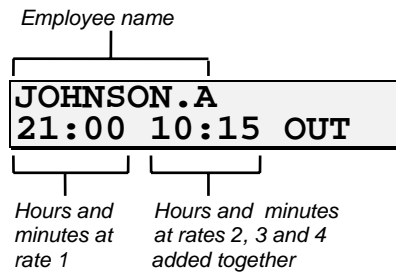 Employee name
JOHNSON.A
21:00 10:15 OUT
Hours and minutes at rate 1
Hours and minutes at rates 2, 3 and 4 added together